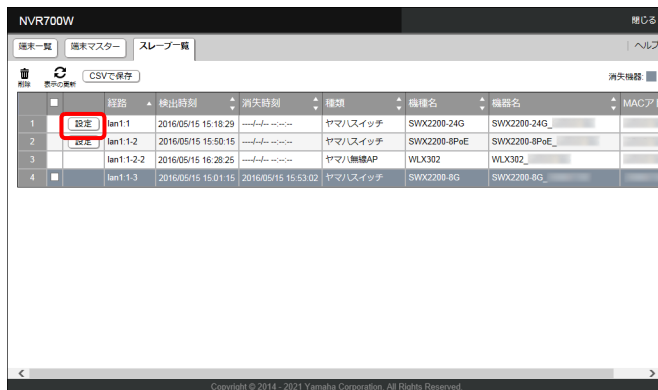 NVR700W 閉じる
端末一覧 端末マスター スレーブ一覧 ヘルプ
削除 表示の更新 CSVで保存 消失機器:
経路 検出時刻 消失時刻 種類 機種名 機器名 MACアド
1 設定 lan1:1 2016/05/15 15:18:29 ----/--/-- --:--:-- ヤマハスイッチ SWX2200-24G SWX2200-24G_
2 設定 lan1:1-2 2016/05/15 15:50:15 ----/--/-- --:--:-- ヤマハスイッチ SWX2200-8PoE SWX2200-8PoE_
3 lan1:1-2-2 2016/05/15 16:28:25 ----/--/-- --:--:-- ヤマハ無線AP WLX302 WLX302_
4 lan1:1-3 2016/05/15 15:01:15 2016/05/15 15:53:02 ヤマハスイッチ SWX2200-8G SWX2200-8G_
Copyright © 2014 - 2021 Yamaha Corporation. All Rights Reserved.